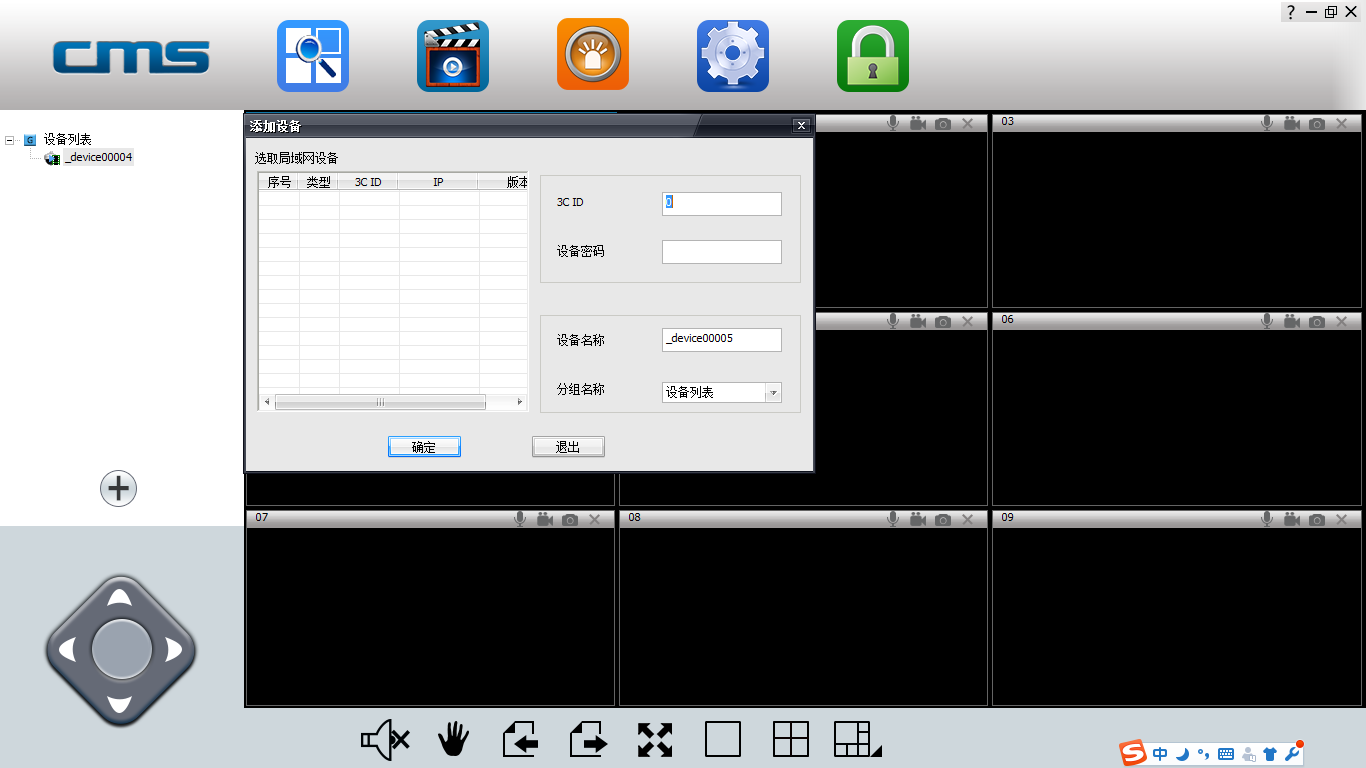 cms
?
设备列表
_device00004
添加设备
选取局域网设备
序号 类型 3C ID IP 版本
3C ID
0
设备密码
设备名称
_device00005
分组名称
设备列表
确定
退出
03
06
07
08
09
中